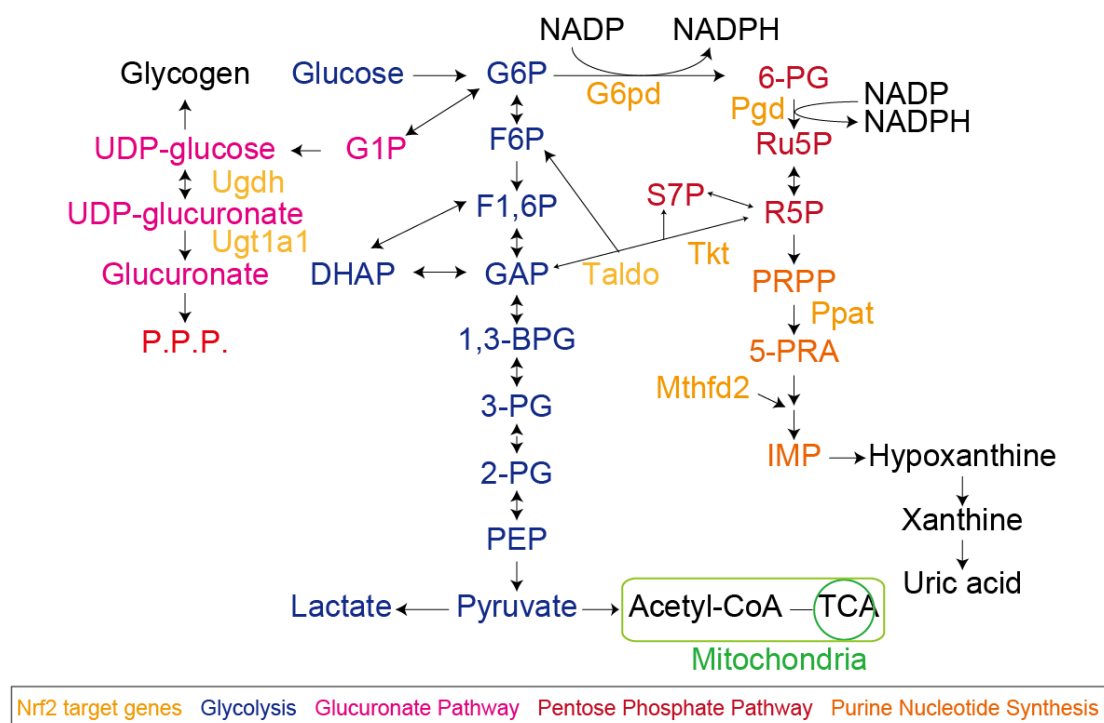 NADP NADPH
Glycogen Glucose G6P 6-PG
G6pd Pgd NADP
NADPH
UDP-glucose G1P F6P Ru5P
Ugdh
UDP-glucuronate F1,6P S7P R5P
Ugt1a1 Tkt
Glucuronate DHAP GAP Taldo PRPP
Ppat
P.P.P. 1,3-BPG 5-PRA
Mthfd2
3-PG
2-PG IMP Hypoxanthine
Xanthine
PEP
Uric acid
Lactate Pyruvate Acetyl-CoA TCA
Mitochondria
Nrf2 target genes Glycolysis Glucuronate Pathway Pentose Phosphate Pathway Purine Nucleotide Synthesis